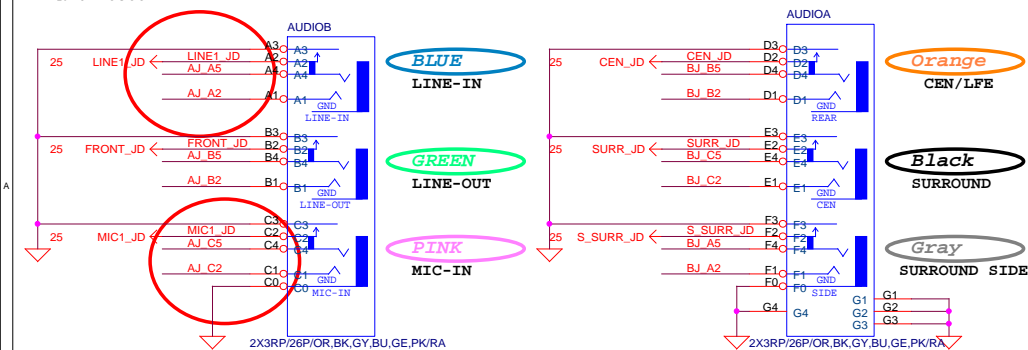 AUDIOB
A3 A3
25 LINE1_JD LINE1_JD A2 A2 BLUE
AJ_A5 A4 A4 LINE-IN
AJ_A2 A1 A1 GND
LINE-IN
B3 B3
25 FRONT_JD FRONT_JD B2 B2 GREEN
AJ_B5 B4 B4 LINE-OUT
AJ_B2 B1 B1 GND
LINE-OUT
C3 C3
25 MIC1_JD MIC1_JD C2 C2 PINK
AJ_C5 C4 C4 MIC-IN
AJ_C2 C1 C1 GND
C0 MIC-IN
2X3RP/26P/OR,BK,GY,BU,GE,PK/RA
A
AUDIOA
D3 D3
25 CEN_JD CEN_JD D2 D2 Orange
BJ_B5 D4 D4 CEN/LFE
BJ_B2 D1 D1 GND
REAR
E3 E3
25 SURR_JD SURR_JD E2 E2 Black
BJ_C5 E4 E4 SURROUND
BJ_C2 E1 E1 GND
CEN
F3 F3
25 S_SURR_JD S_SURR_JD F2 F2 Gray
BJ_A5 F4 F4 SURROUND SIDE
BJ_A2 F1 F1 GND
F0 F0 SIDE
G1 G1
G4 G4 G2 G2
G3 G3
2X3RP/26P/OR,BK,GY,BU,GE,PK/RA